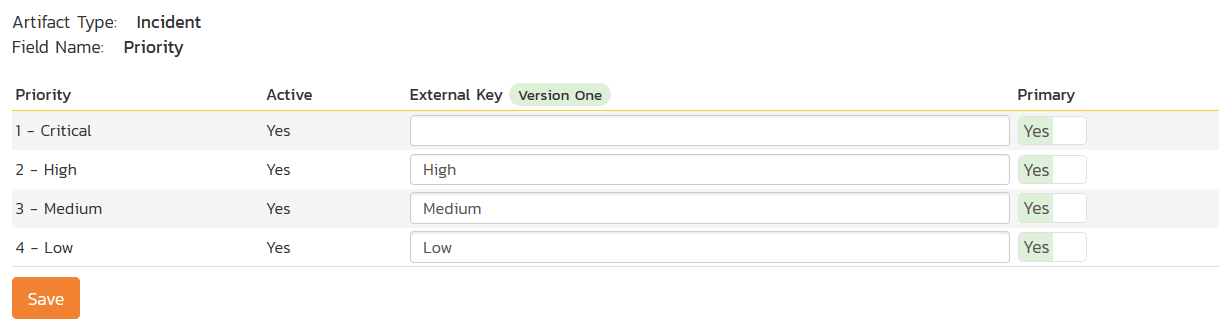 Artifact Type: Incident
Field Name: Priority
Priority Active External Key Version One Primary
1 - Critical Yes Yes
2 - High Yes High Yes
3 - Medium Yes Medium Yes
4 - Low Yes Low Yes
Save